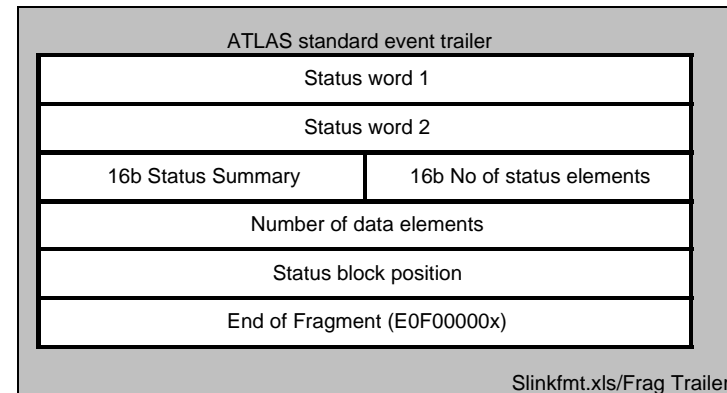 ATLAS standard event trailer
Status word 1
Status word 2
16b Status Summary 16b No of status elements
Number of data elements
Status block position
End of Fragment (E0F00000x)
Slinkfmt.xls/Frag Trailer